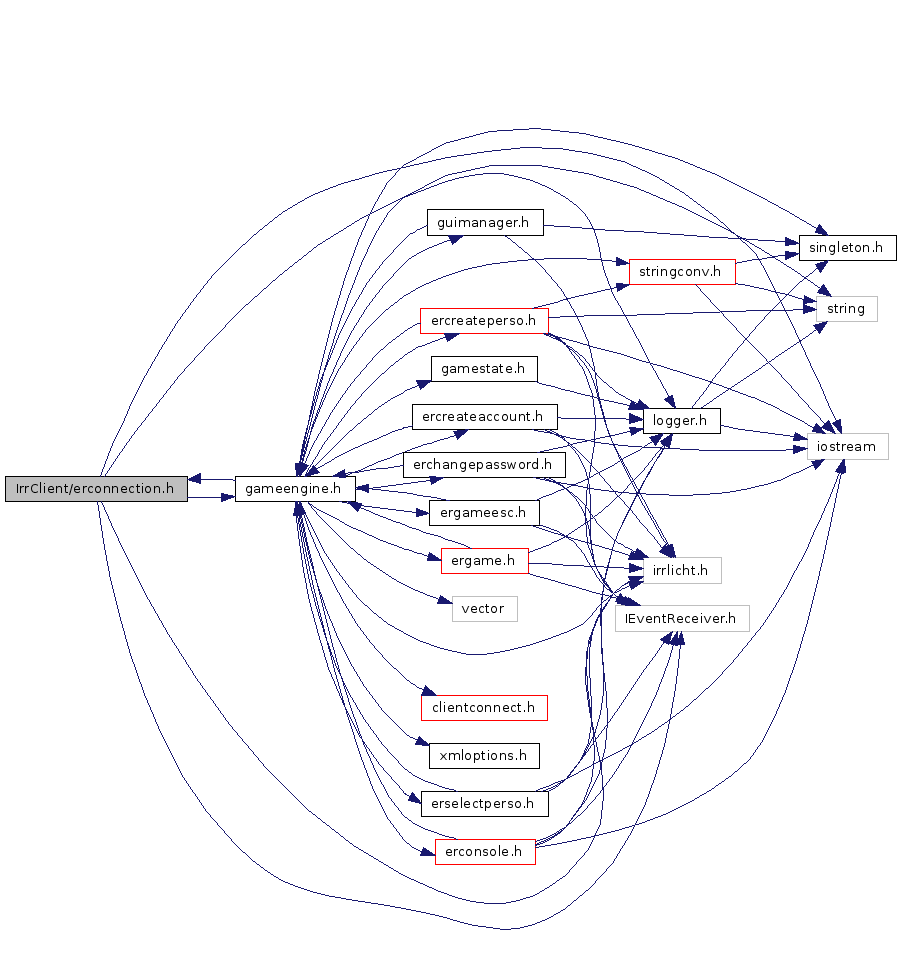 guimanager.h
singleton.h
stringconv.h
string
ercreateperso.h
gamestate.h
ercreateaccount.h
logger.h
iostream
erchangepassword.h
IrrClient/erconnection.h
gameengine.h
ergameesc.h
ergame.h
irrlicht.h
vector
IEventReceiver.h
clientconnect.h
xmloptions.h
erselectperso.h
erconsole.h